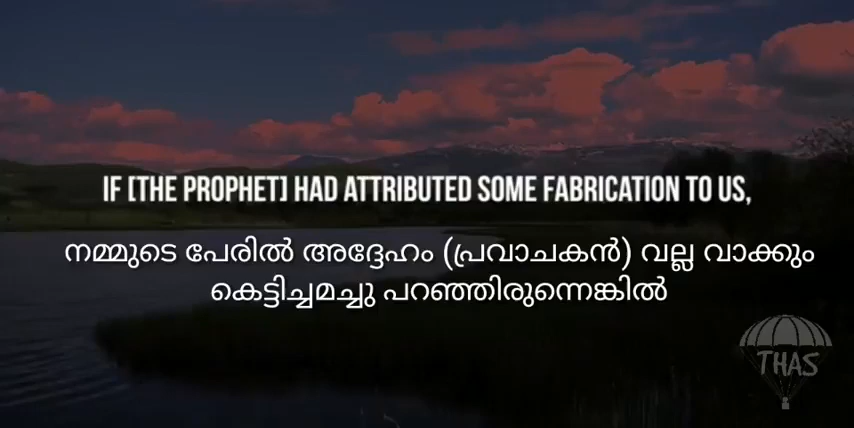 IF [THE PROPHET] HAD ATTRIBUTED SOME FABRICATION TO US,
നമ്മുടെ പേരിൽ അദ്ദേഹം (പ്രവാചകൻ) വല്ല വാക്കും
കെട്ടിച്ചമച്ചു പറഞ്ഞിരുന്നെങ്കിൽ
THAS